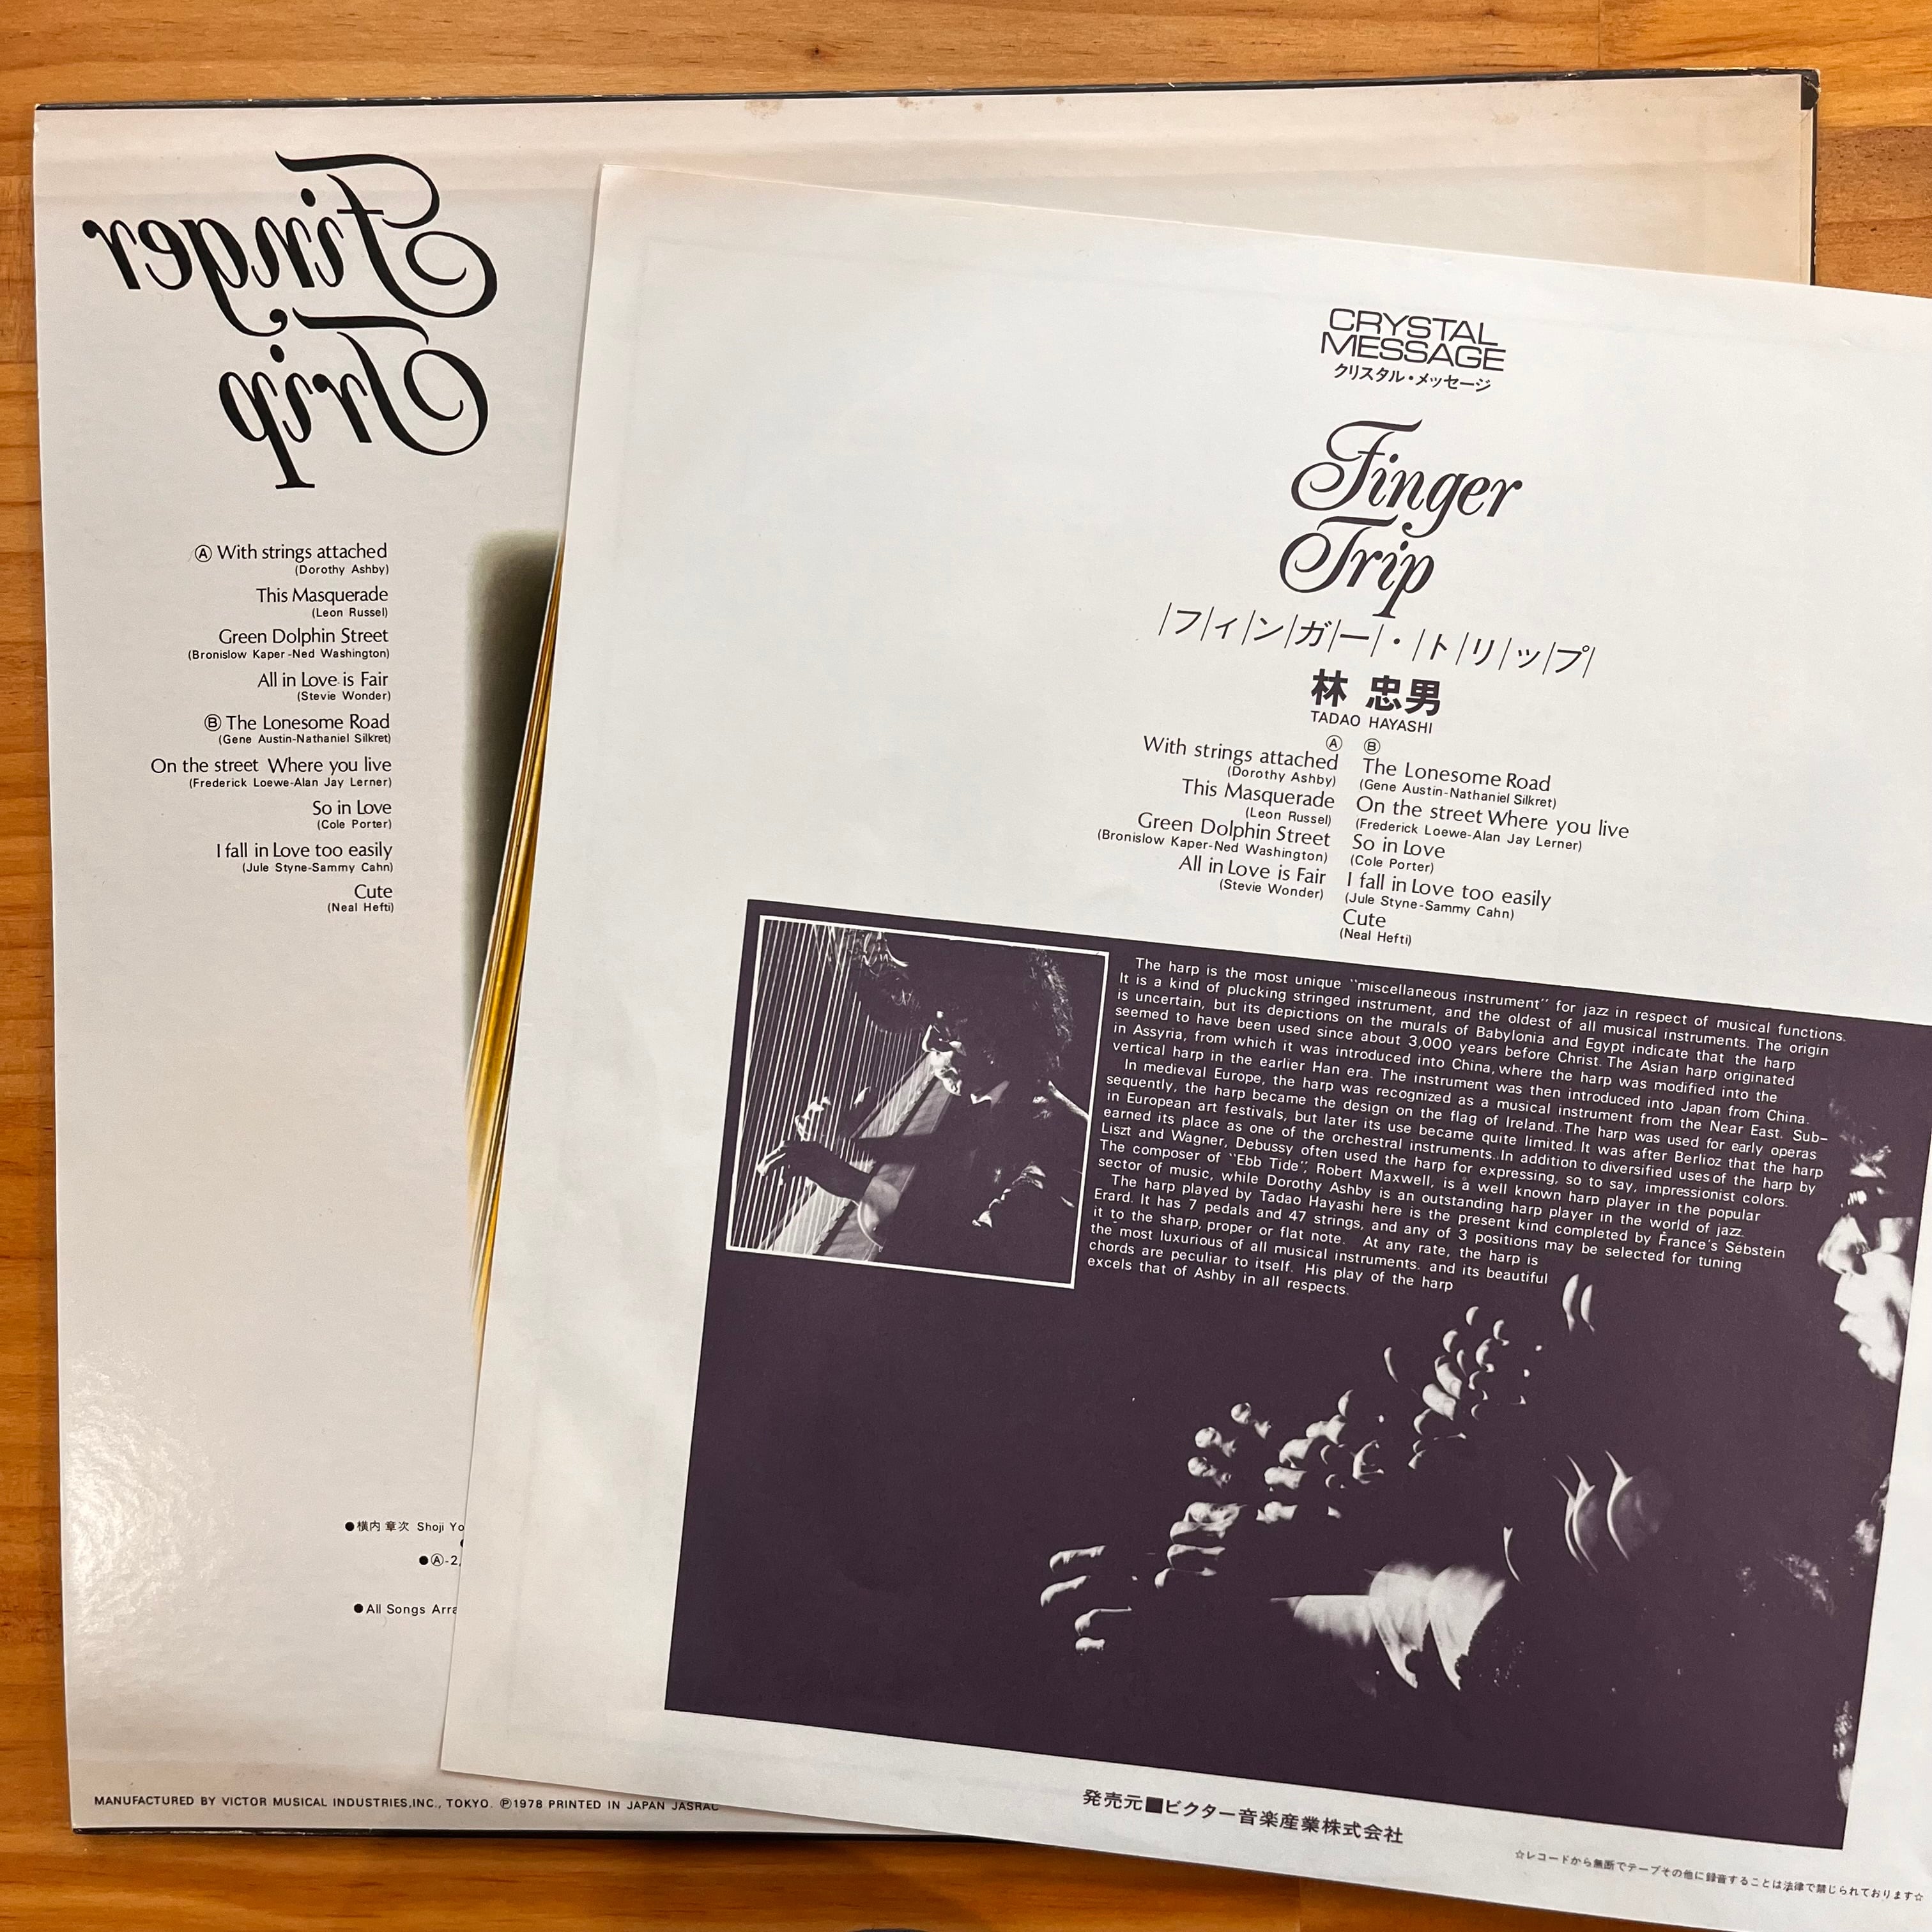 Finger
Trip
Ⓐ With strings attached
(Dorothy Ashby)
This Masquerade
(Leon Russel)
Green Dolphin Street
(Bronislow Kaper-Ned Washington)
All in Love is Fair
(Stevie Wonder)
Ⓑ The Lonesome Road
(Gene Austin-Nathaniel Silkret)
On the street Where you live
(Frederick Loewe-Alan Jay Lerner)
So in Love
(Cole Porter)
I fall in Love too easily
(Jule Styne-Sammy Cahn)
Cute
(Neal Hefti)
●横内 章次 Shoji Yo
●Ⓐ-2,
●All Songs Arra
MANUFACTURED BY VICTOR MUSICAL INDUSTRIES,INC., TOKYO. ℗1978 PRINTED IN JAPAN JASRAC
CRYSTAL
MESSAGE
クリスタル・メッセージ
Finger
Trip
/フ/ィ/ン/ガ/ー/・/ト/リ/ッ/プ/
林 忠男
TADAO HAYASHI
Ⓐ
With strings attached
(Dorothy Ashby)
This Masquerade
(Leon Russel)
Green Dolphin Street
(Bronislow Kaper-Ned Washington)
All in Love is Fair
(Stevie Wonder)
Ⓑ
The Lonesome Road
(Gene Austin-Nathaniel Silkret)
On the street Where you live
(Frederick Loewe-Alan Jay Lerner)
So in Love
(Cole Porter)
I fall in Love too easily
(Jule Styne-Sammy Cahn)
Cute
(Neal Hefti)
The harp is the most unique "miscellaneous instrument" for jazz in respect of musical functions.
It is a kind of plucking stringed instrument, and the oldest of all musical instruments. The origin
is uncertain, but its depictions on the murals of Babylonia and Egypt indicate that the harp
seemed to have been used since about 3,000 years before Christ. The Asian harp originated
in Assyria, from which it was introduced into China, where the harp was modified into the
vertical harp in the earlier Han era. The instrument was then introduced into Japan from China.
In medieval Europe, the harp was recognized as a musical instrument from the Near East. Sub-
sequently, the harp became the design on the flag of Ireland. The harp was used for early operas
in European art festivals, but later its use became quite limited. It was after Berlioz that the harp
earned its place as one of the orchestral instruments. In addition to diversified uses of the harp by
Liszt and Wagner, Debussy often used the harp for expressing, so to say, impressionist colors.
The composer of "Ebb Tide", Robert Maxwell, is a well known harp player in the popular
sector of music, while Dorothy Ashby is an outstanding harp player in the world of jazz.
The harp played by Tadao Hayashi here is the present kind completed by France's Sébstein
Erard. It has 7 pedals and 47 strings, and any of 3 positions may be selected for tuning
it to the sharp, proper or flat note. At any rate, the harp is
the most luxurious of all musical instruments. and its beautiful
chords are peculiar to itself. His play of the harp
excels that of Ashby in all respects.
発売元■ビクター音楽産業株式会社
☆レコードから無断でテープその他に録音することは法律で禁じられております☆